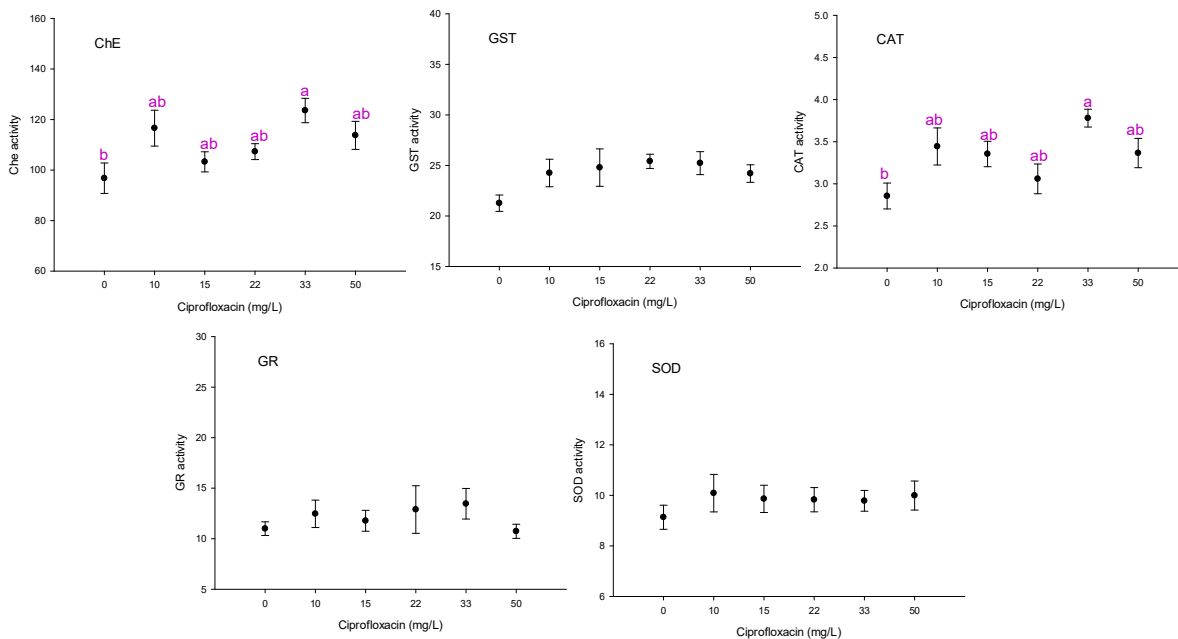 ChE
Che activity
160
140
120
100
80
60
b
ab
ab
ab
a
ab
0 10 15 22 33 50
Ciprofloxacin (mg/L)
GST
GST activity
40
35
30
25
20
15
0 10 15 22 33 50
Ciprofloxacin (mg/L)
CAT
CAT activity
5.0
4.5
4.0
3.5
3.0
2.5
2.0
b
ab
ab
ab
a
ab
0 10 15 22 33 50
Ciprofloxacin (mg/L)
GR
GR activity
30
25
20
15
10
5
0 10 15 22 33 50
Ciprofloxacin (mg/L)
SOD
SOD activity
16
14
12
10
8
6
0 10 15 22 33 50
Ciprofloxacin (mg/L)